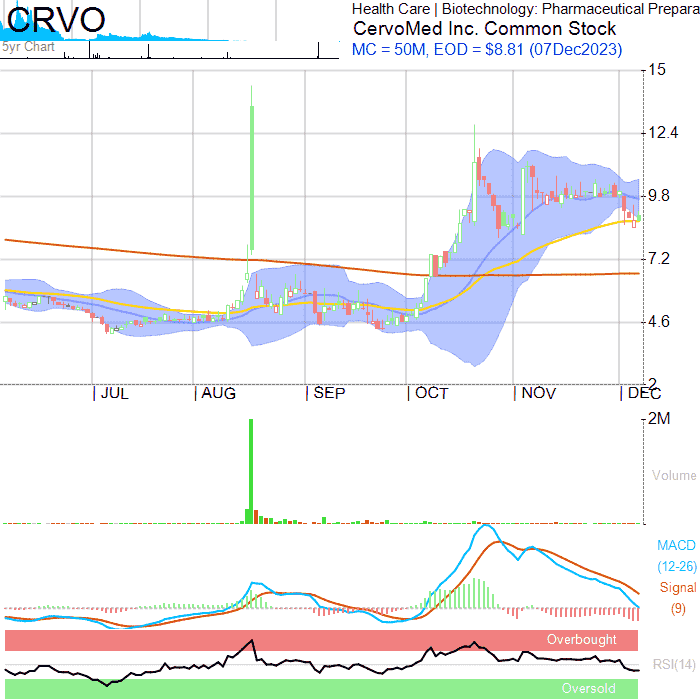 CRVO
Health Care | Biotechnology: Pharmaceutical Prepara
CervoMed Inc. Common Stock
5yr Chart
MC = 50M, EOD = $8.81 (07Dec2023)
15
12.4
9.8
7.2
4.6
2
JUL AUG SEP OCT NOV DEC
2M
Volume
MACD
(12-26)
Signal
(9)
Overbought
RSI(14)
Oversold